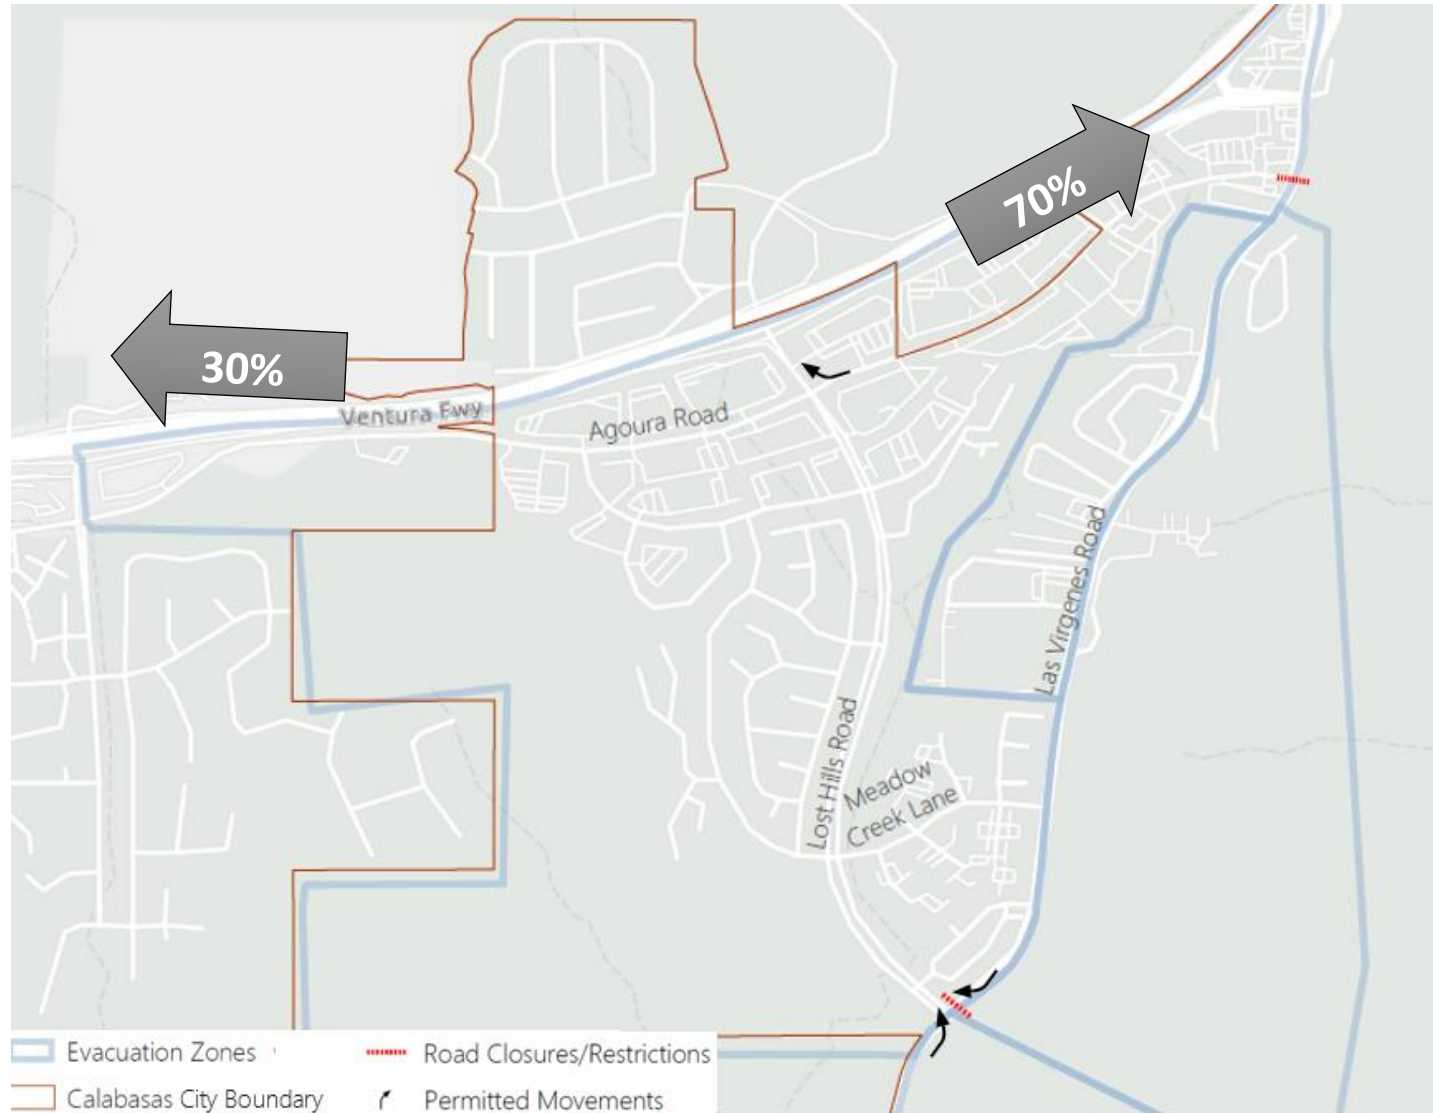 70%
30%
Ventura Fwy
Agoura Road
Las Virgenes Road
Lost Hills Road
Meadow
Creek Lane
Evacuation Zones
Road Closures/Restrictions
Calabasas City Boundary
Permitted Movements